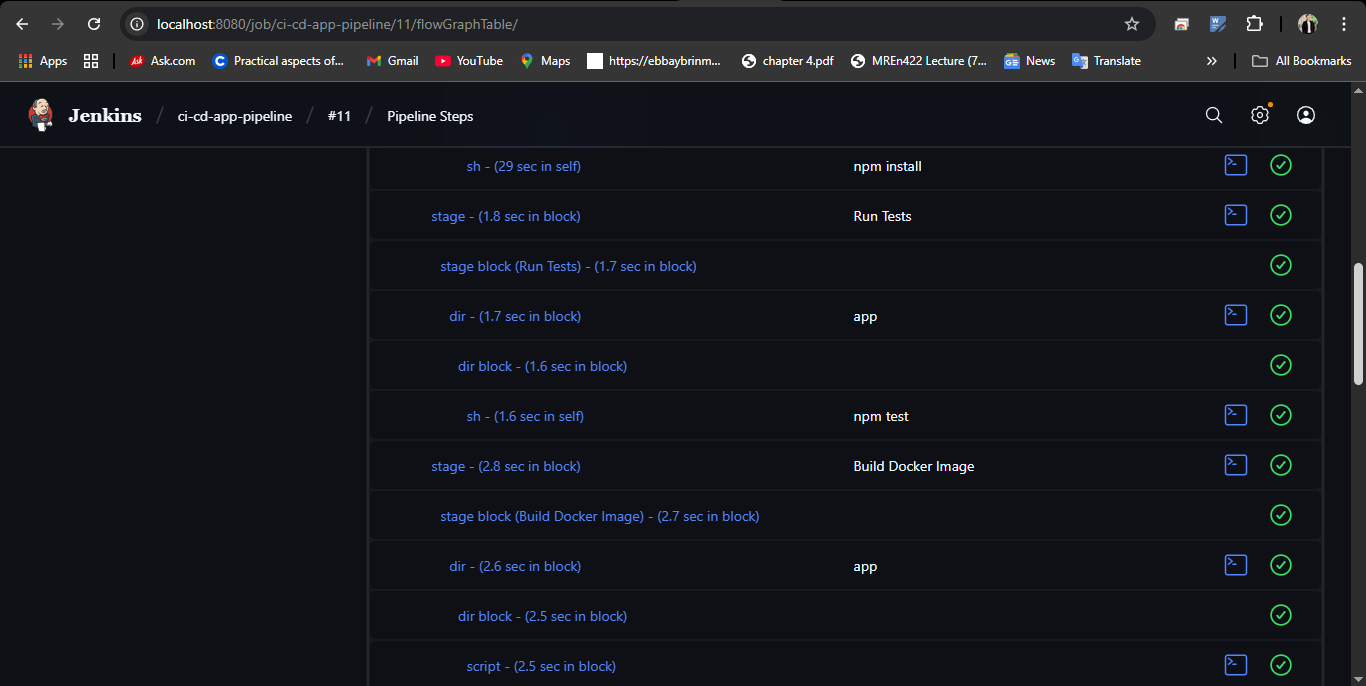 localhost:8080/job/ci-cd-app-pipeline/11/flowGraphTable/
Apps Ask.com Practical aspects of... Gmail YouTube Maps https://ebbaybrinm... chapter 4.pdf MREn422 Lecture (7... News Translate » All Bookmarks
Jenkins / ci-cd-app-pipeline / #11 / Pipeline Steps
sh - (29 sec in self) npm install
stage - (1.8 sec in block) Run Tests
stage block (Run Tests) - (1.7 sec in block)
dir - (1.7 sec in block) app
dir block - (1.6 sec in block)
sh - (1.6 sec in self) npm test
stage - (2.8 sec in block) Build Docker Image
stage block (Build Docker Image) - (2.7 sec in block)
dir - (2.6 sec in block) app
dir block - (2.5 sec in block)
script - (2.5 sec in block)